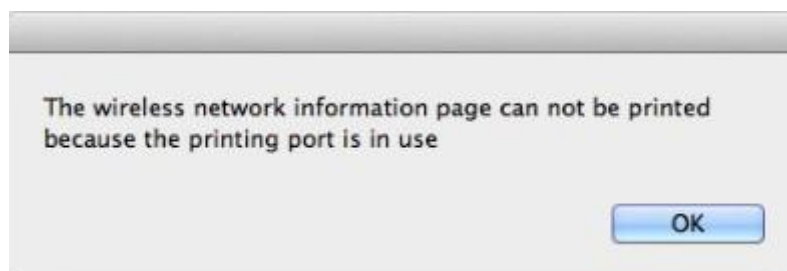 The wireless network information page can not be printed
because the printing port is in use
OK